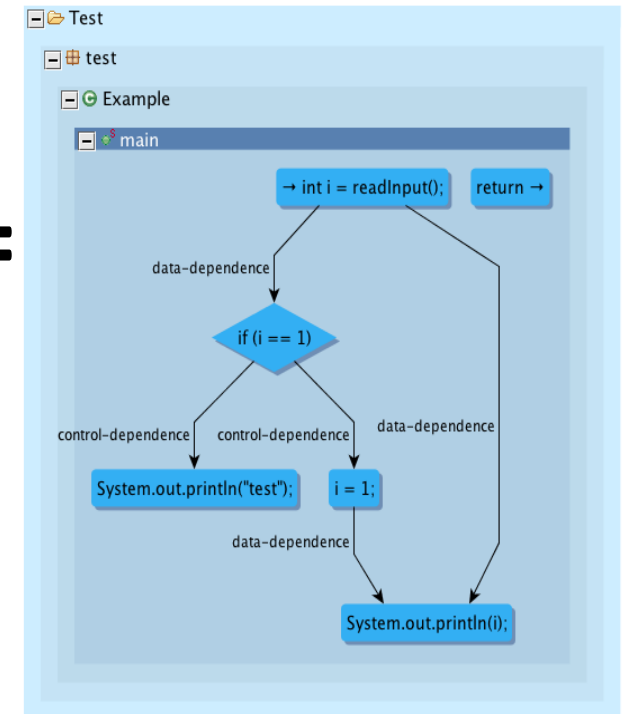 Test
test
C Example
S main
→ int i = readInput();
return →
data-dependence
if (i == 1)
control-dependence
control-dependence
data-dependence
System.out.println("test");
i = 1;
data-dependence
System.out.println(i);